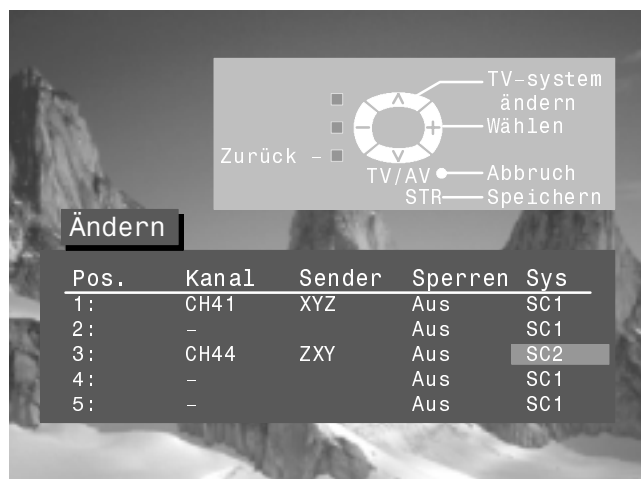 TV-system
ändern
Wählen
Zurück –
TV/AV Abbruch
STR Speichern
Ändern
Pos. Kanal Sender Sperren Sys
1: CH41 XYZ Aus SC1
2: – Aus SC1
3: CH44 ZXY Aus SC2
4: – Aus SC1
5: – Aus SC1